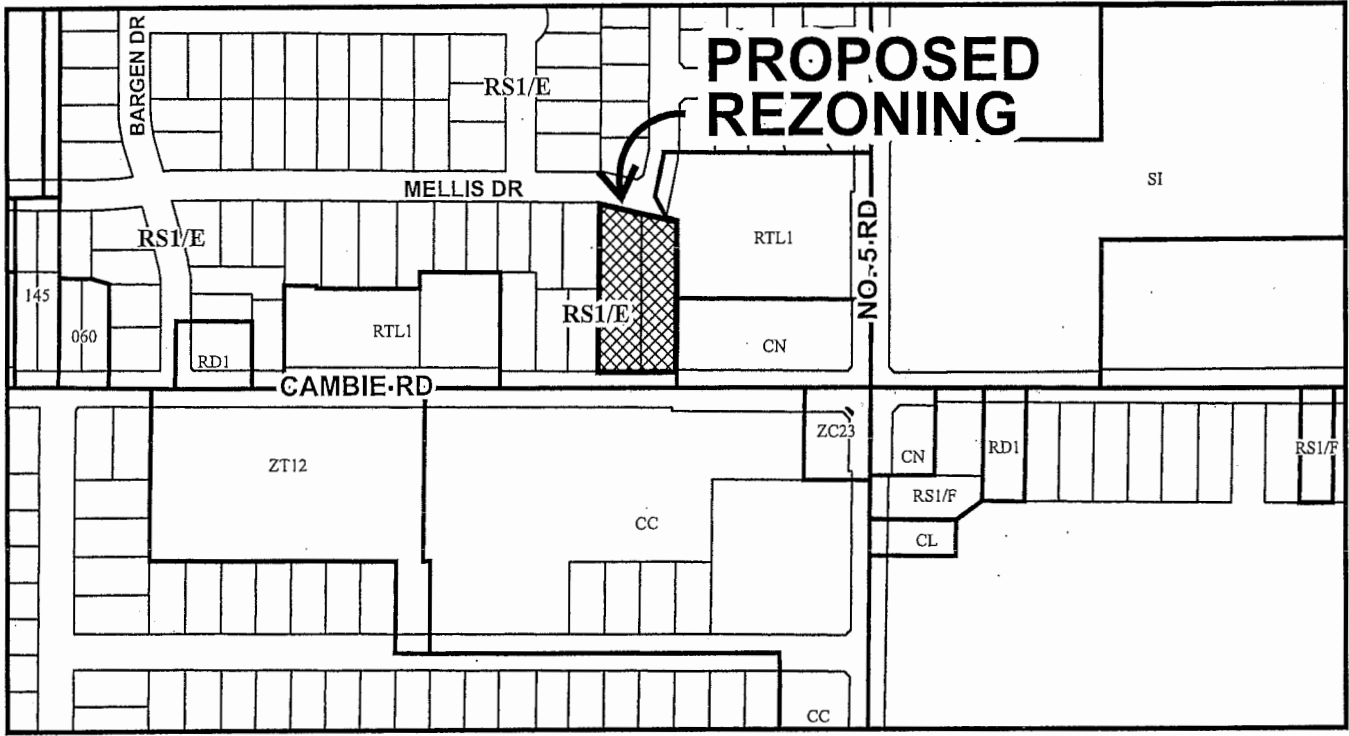 BARGEN DR
RS1/E
PROPOSED
REZONING
MELLIS DR
SI
RS1/E
RTL1
NO. 5 RD
145
060
RD1
RTL1
RS1/E
CN
CAMBIE RD
ZT12
CC
ZC23
CN
RD1
RS1/F
RS1/F
CL
CC